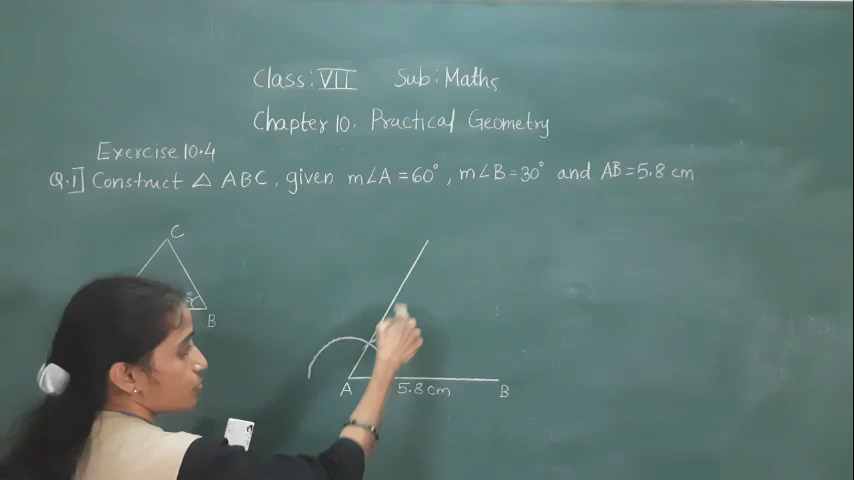 Class: VII Sub: Maths
Chapter 10. Practical Geometry
Exercise 10.4
Q.1] Construct △ ABC, given m∠A = 60°, m∠B = 30° and AB = 5.8 cm
C
B
A 5.8 cm B